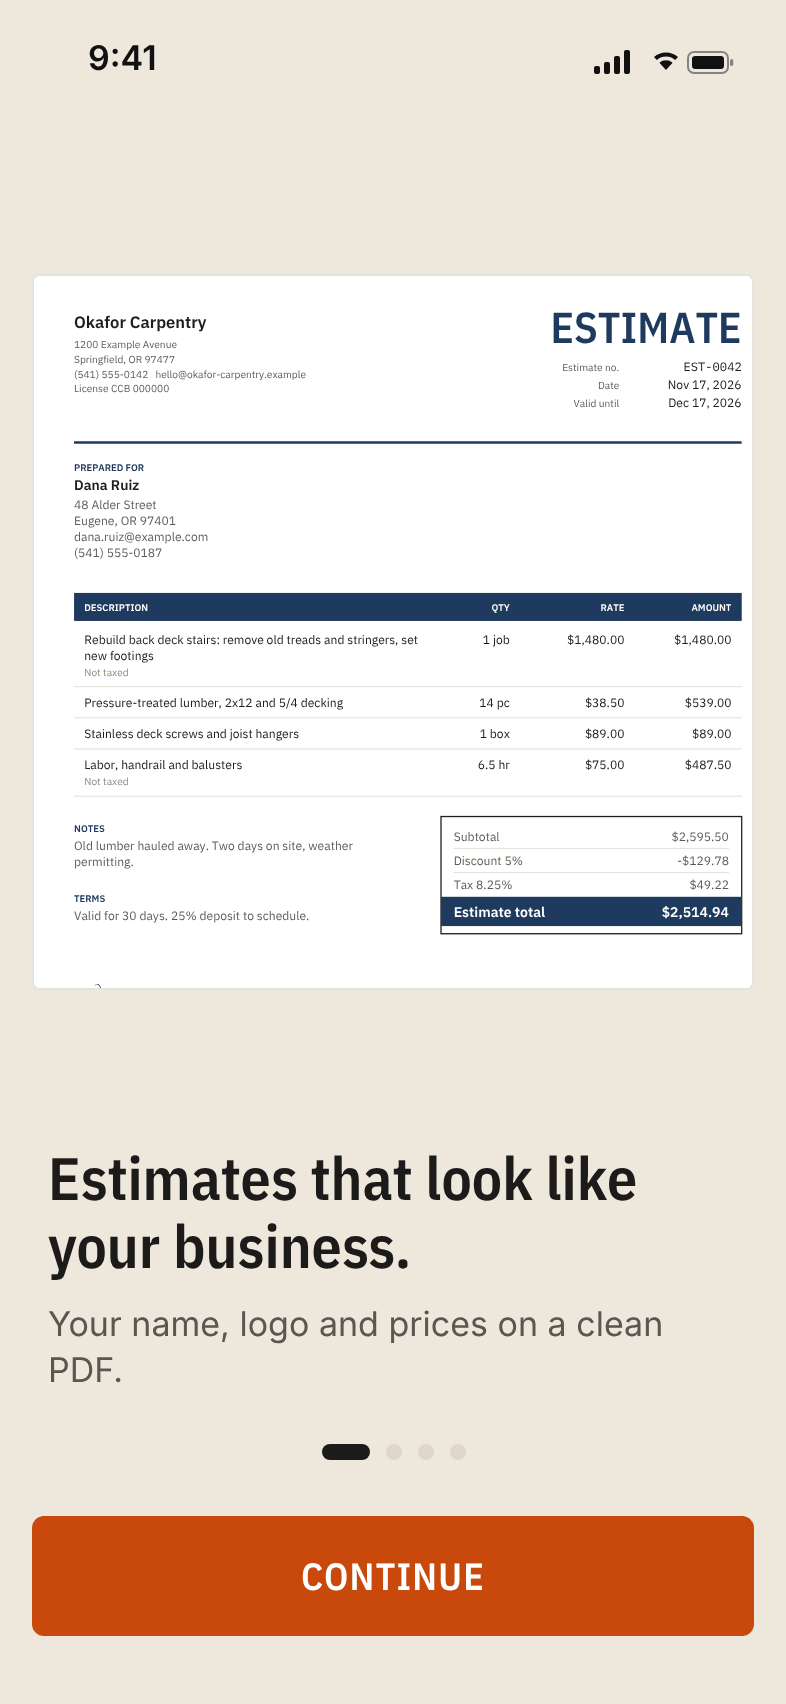 9:41
Okafor Carpentry
1200 Example Avenue
Springfield, OR 97477
(541) 555-0142 hello@okafor-carpentry.example
License CCB 000000
ESTIMATE
Estimate no. EST-0042
Date Nov 17, 2026
Valid until Dec 17, 2026
PREPARED FOR
Dana Ruiz
48 Alder Street
Eugene, OR 97401
dana.ruiz@example.com
(541) 555-0187
DESCRIPTION QTY RATE AMOUNT
Rebuild back deck stairs: remove old treads and stringers, set 1 job $1,480.00 $1,480.00
new footings
Not taxed
Pressure-treated lumber, 2x12 and 5/4 decking 14 pc $38.50 $539.00
Stainless deck screws and joist hangers 1 box $89.00 $89.00
Labor, handrail and balusters 6.5 hr $75.00 $487.50
Not taxed
NOTES
Old lumber hauled away. Two days on site, weather
permitting.
TERMS
Valid for 30 days. 25% deposit to schedule.
Subtotal $2,595.50
Discount 5% -$129.78
Tax 8.25% $49.22
Estimate total $2,514.94
Estimates that look like
your business.
Your name, logo and prices on a clean
PDF.
CONTINUE